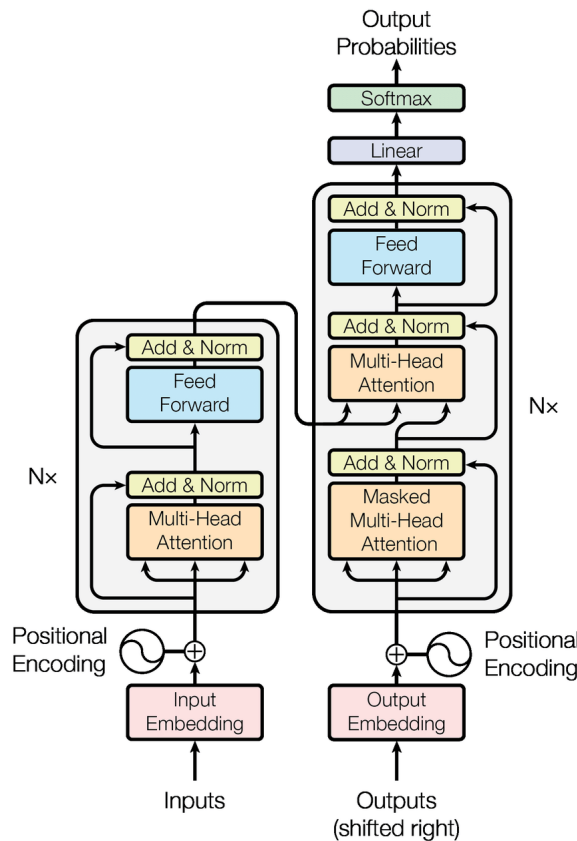 Output
Probabilities
Softmax
Linear
Add & Norm
Feed
Forward
Add & Norm
Multi-Head
Attention
Add & Norm
Masked
Multi-Head
Attention
N×
Add & Norm
Feed
Forward
Add & Norm
Multi-Head
Attention
N×
Positional
Encoding
Positional
Encoding
Input
Embedding
Output
Embedding
Inputs
Outputs
(shifted right)